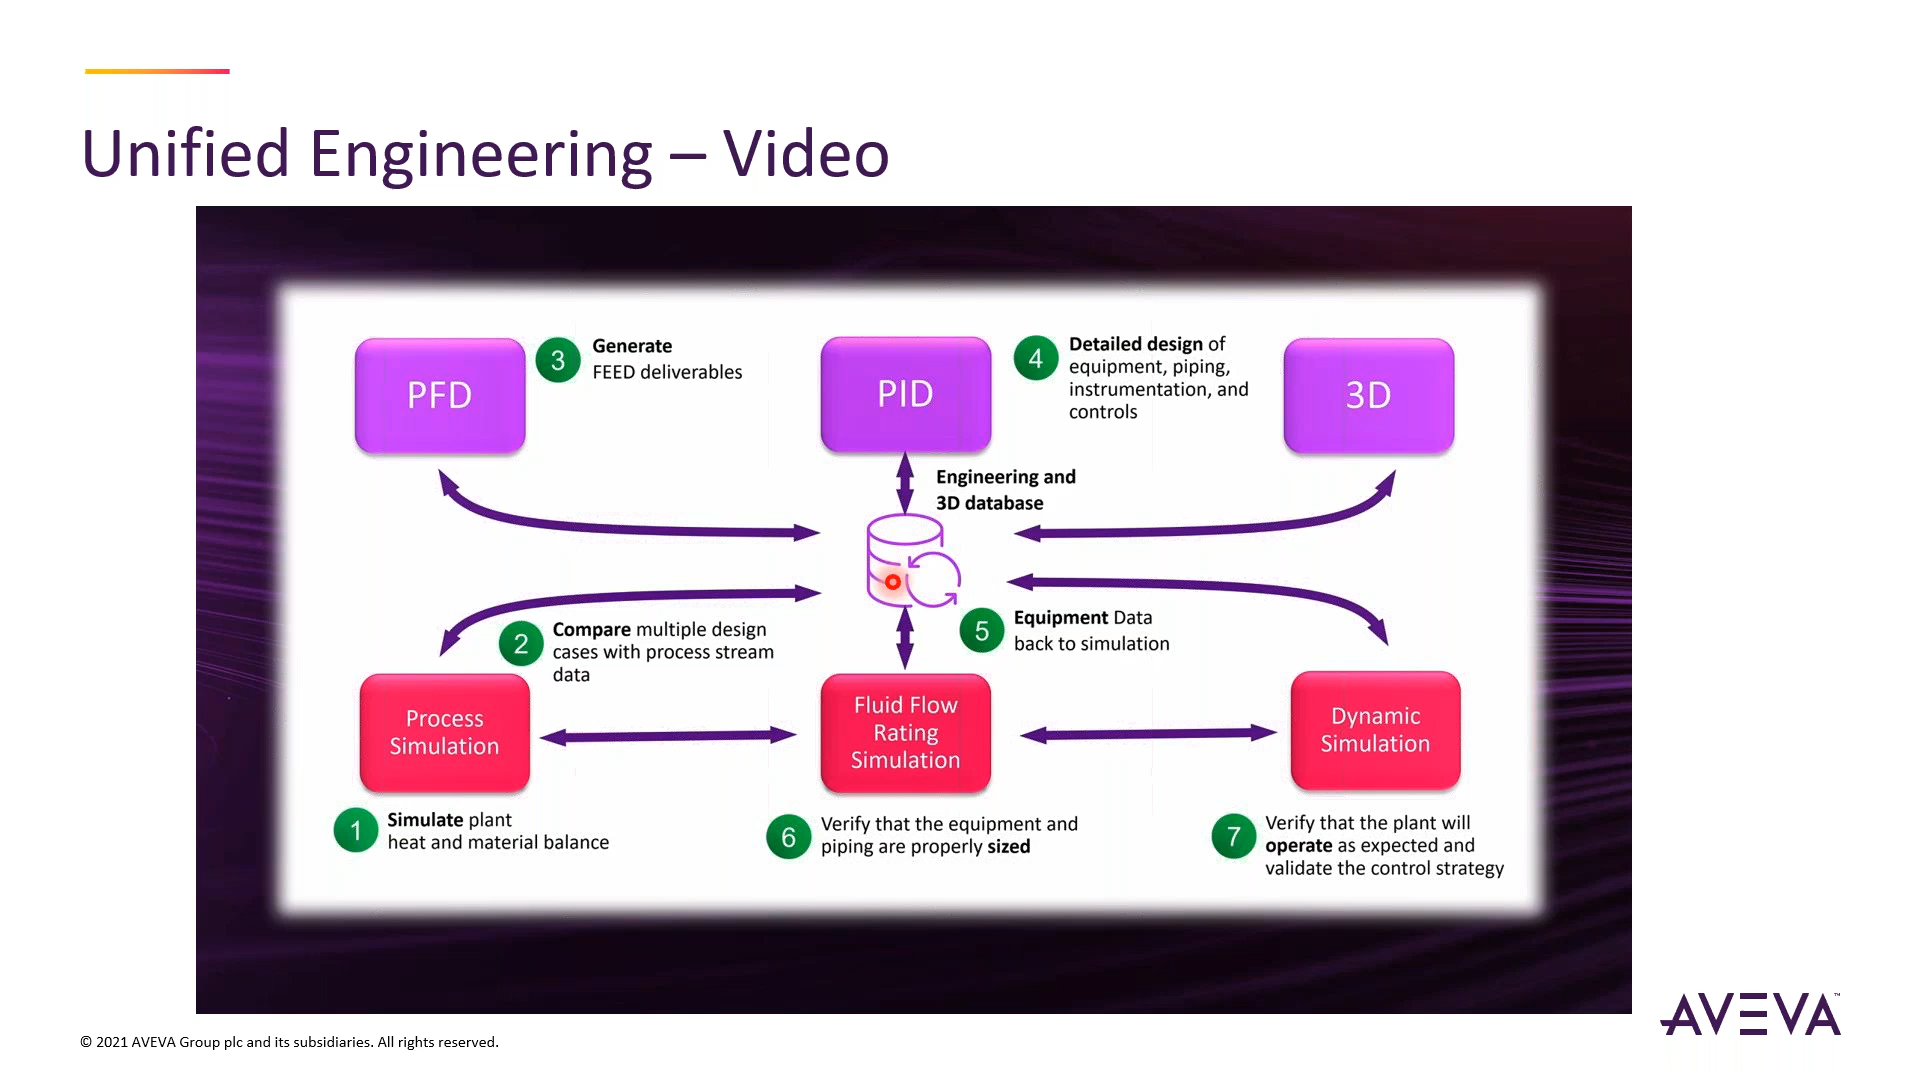 Unified Engineering – Video
PFD
3
Generate
FEED deliverables
PID
4
Detailed design of
equipment, piping,
instrumentation, and
controls
3D
Engineering and
3D database
2
Compare multiple design
cases with process stream
data
5
Equipment Data
back to simulation
Process
Simulation
Fluid Flow
Rating
Simulation
Dynamic
Simulation
1
Simulate plant
heat and material balance
6
Verify that the equipment and
piping are properly sized
7
Verify that the plant will
operate as expected and
validate the control strategy
AVEVA™
© 2021 AVEVA Group plc and its subsidiaries. All rights reserved.